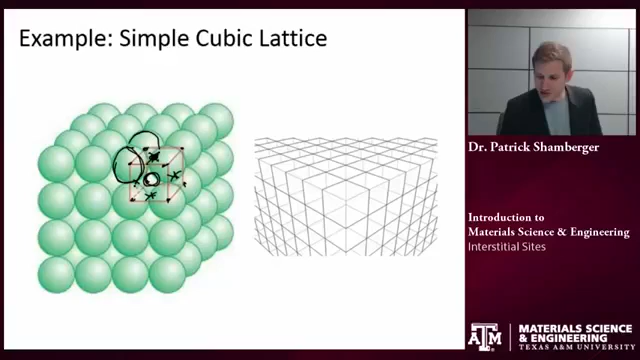 Example: Simple Cubic Lattice
Dr. Patrick Shamberger
Introduction to
Materials Science & Engineering
Interstitial Sites
ATM
MATERIALS SCIENCE
& ENGINEERING
TEXAS A&M UNIVERSITY